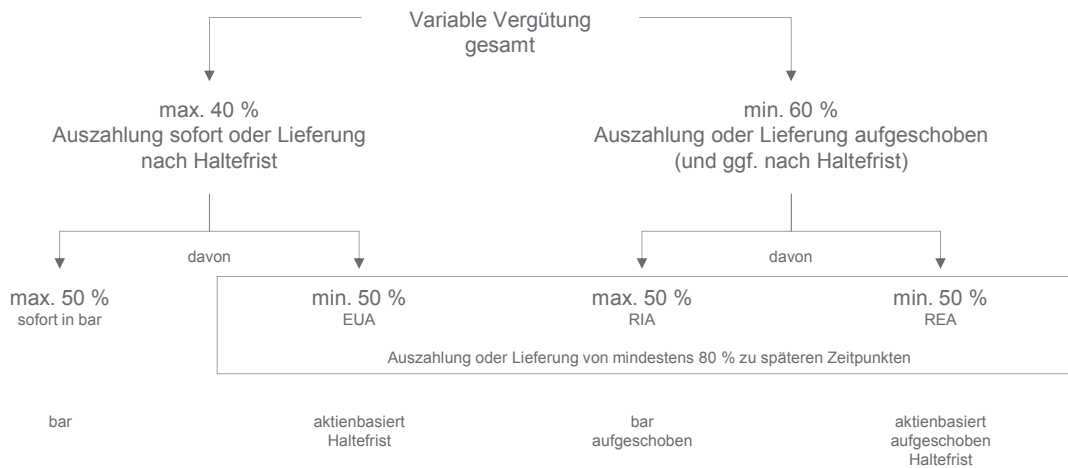 Variable Vergütung
gesamt
max. 40 %
Auszahlung sofort oder Lieferung
nach Haltefrist
min. 60 %
Auszahlung oder Lieferung aufgeschoben
(und ggf. nach Haltefrist)
davon
davon
max. 50 %
sofort in bar
min. 50 %
EUA
max. 50 %
RIA
min. 50 %
REA
Auszahlung oder Lieferung von mindestens 80 % zu späteren Zeitpunkten
bar
aktienbasiert
Haltefrist
bar
aufgeschoben
aktienbasiert
aufgeschoben
Haltefrist